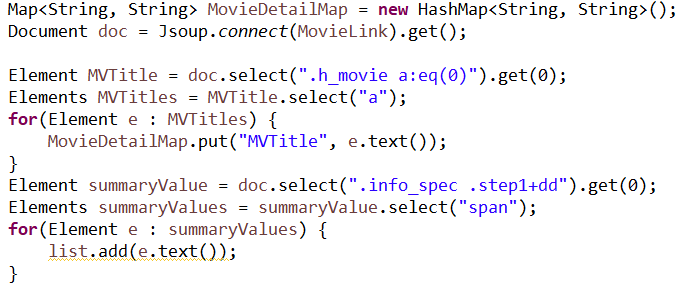 Map<String, String> MovieDetailMap = new HashMap<String, String>();
Document doc = Jsoup.connect(MovieLink).get();

Element MVTitle = doc.select(".h_movie a:eq(0)").get(0);
Elements MVTitles = MVTitle.select("a");
for(Element e : MVTitles) {
    MovieDetailMap.put("MVTitle", e.text());
}
Element summaryValue = doc.select(".info_spec .step1+dd").get(0);
Elements summaryValues = summaryValue.select("span");
for(Element e : summaryValues) {
    list.add(e.text());
}